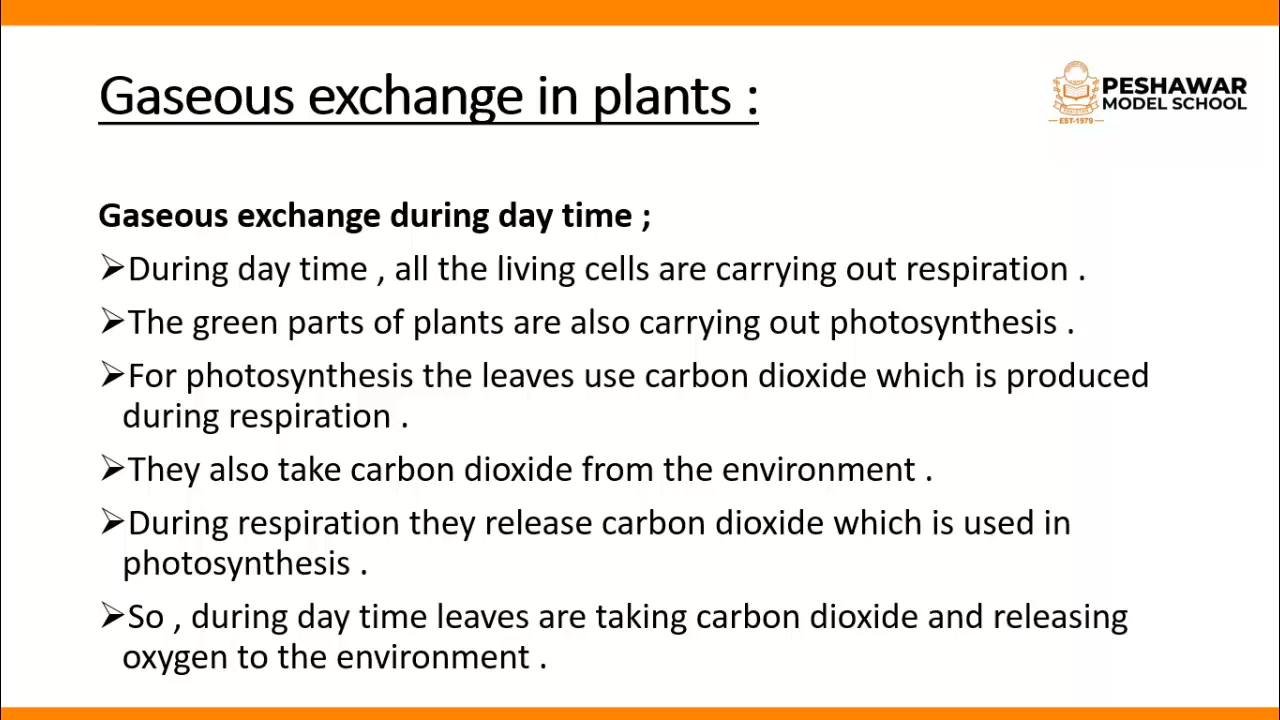 Gaseous exchange in plants :
PESHAWAR
MODEL SCHOOL
EST-1979
Gaseous exchange during day time ;
➢During day time , all the living cells are carrying out respiration .
➢The green parts of plants are also carrying out photosynthesis .
➢For photosynthesis the leaves use carbon dioxide which is produced
during respiration .
➢They also take carbon dioxide from the environment .
➢During respiration they release carbon dioxide which is used in
photosynthesis .
➢So , during day time leaves are taking carbon dioxide and releasing
oxygen to the environment .